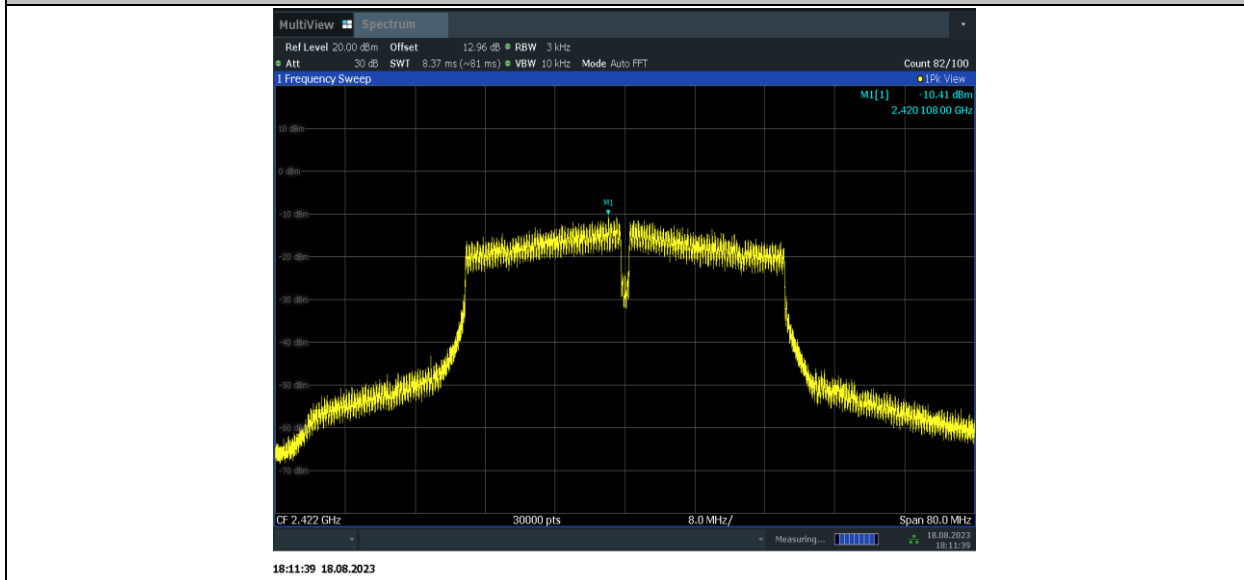 MultiView Spectrum
Ref Level 20.00 dBm Offset 12.96 dB RBW 3 kHz
Att 30 dB SWT 8.37 ms (~81 ms) VBW 10 kHz Mode Auto FFT Count 82/100
1 Frequency Sweep 1Pk View
M1[1] -10.41 dBm
2.420 108 00 GHz
10 dBm
0 dBm
M1
-10 dBm
-20 dBm
-30 dBm
-40 dBm
-50 dBm
-60 dBm
-70 dBm
CF 2.422 GHz 30000 pts 8.0 MHz/ Span 80.0 MHz
Measuring... 18.08.2023
18:11:39
18:11:39 18.08.2023